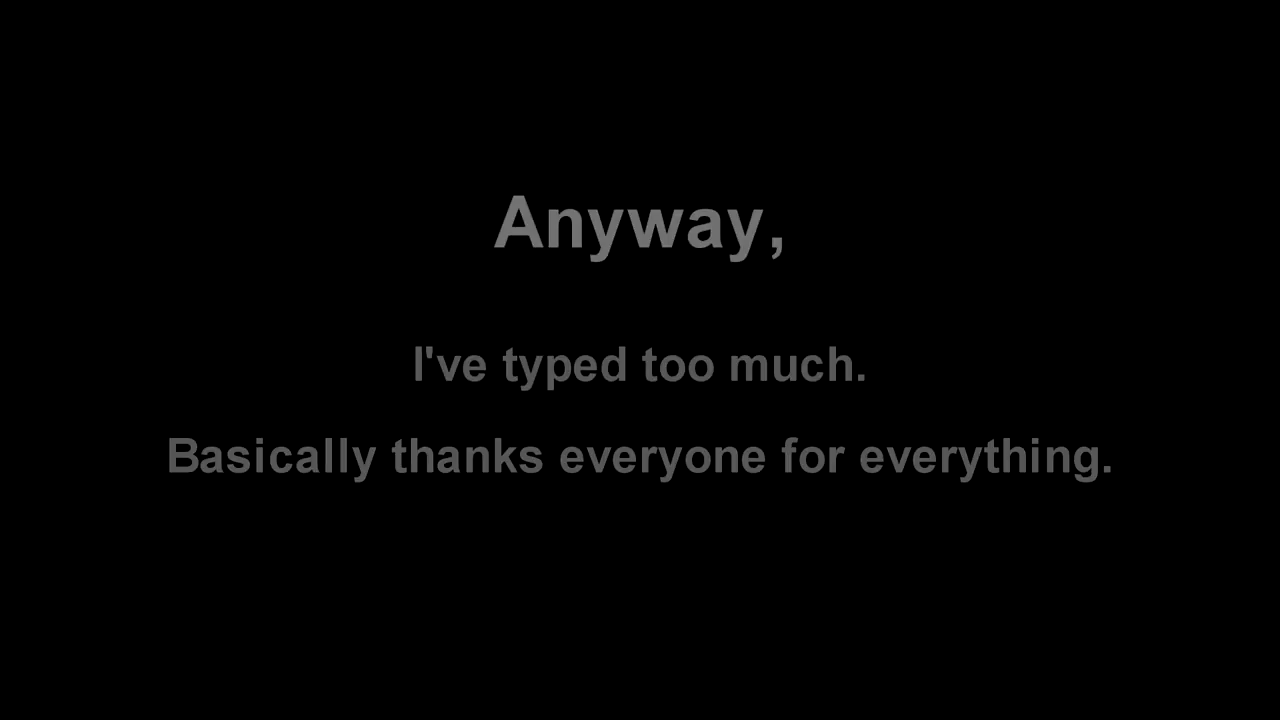 Anyway,
I've typed too much.
Basically thanks everyone for everything.